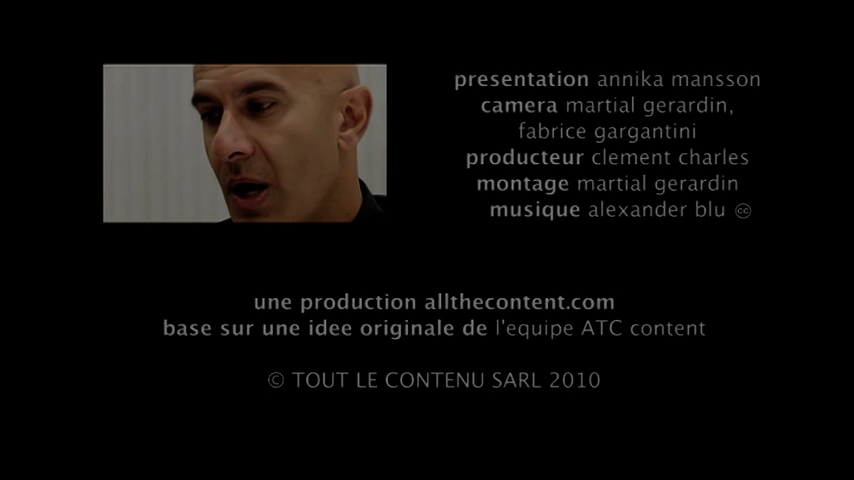 presentation annika mansson
camera martial gerardin,
fabrice gargantini
producteur clement charles
montage martial gerardin
musique alexander blu cc
une production allthecontent.com
base sur une idee originale de l'equipe ATC content
© TOUT LE CONTENU SARL 2010